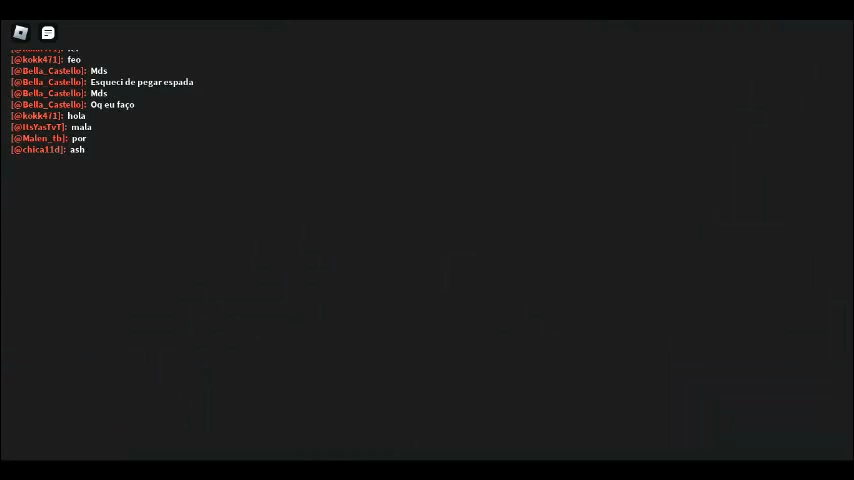 [@kokk471]: feo
[@Bella_Castello]: Mds
[@Bella_Castello]: Esqueci de pegar espada
[@Bella_Castello]: Mds
[@Bella_Castello]: Oq eu faço
[@kokk471]: hola
[@ItsYasTvT]: mala
[@Malen_tb]: por
[@chica11d]: ash